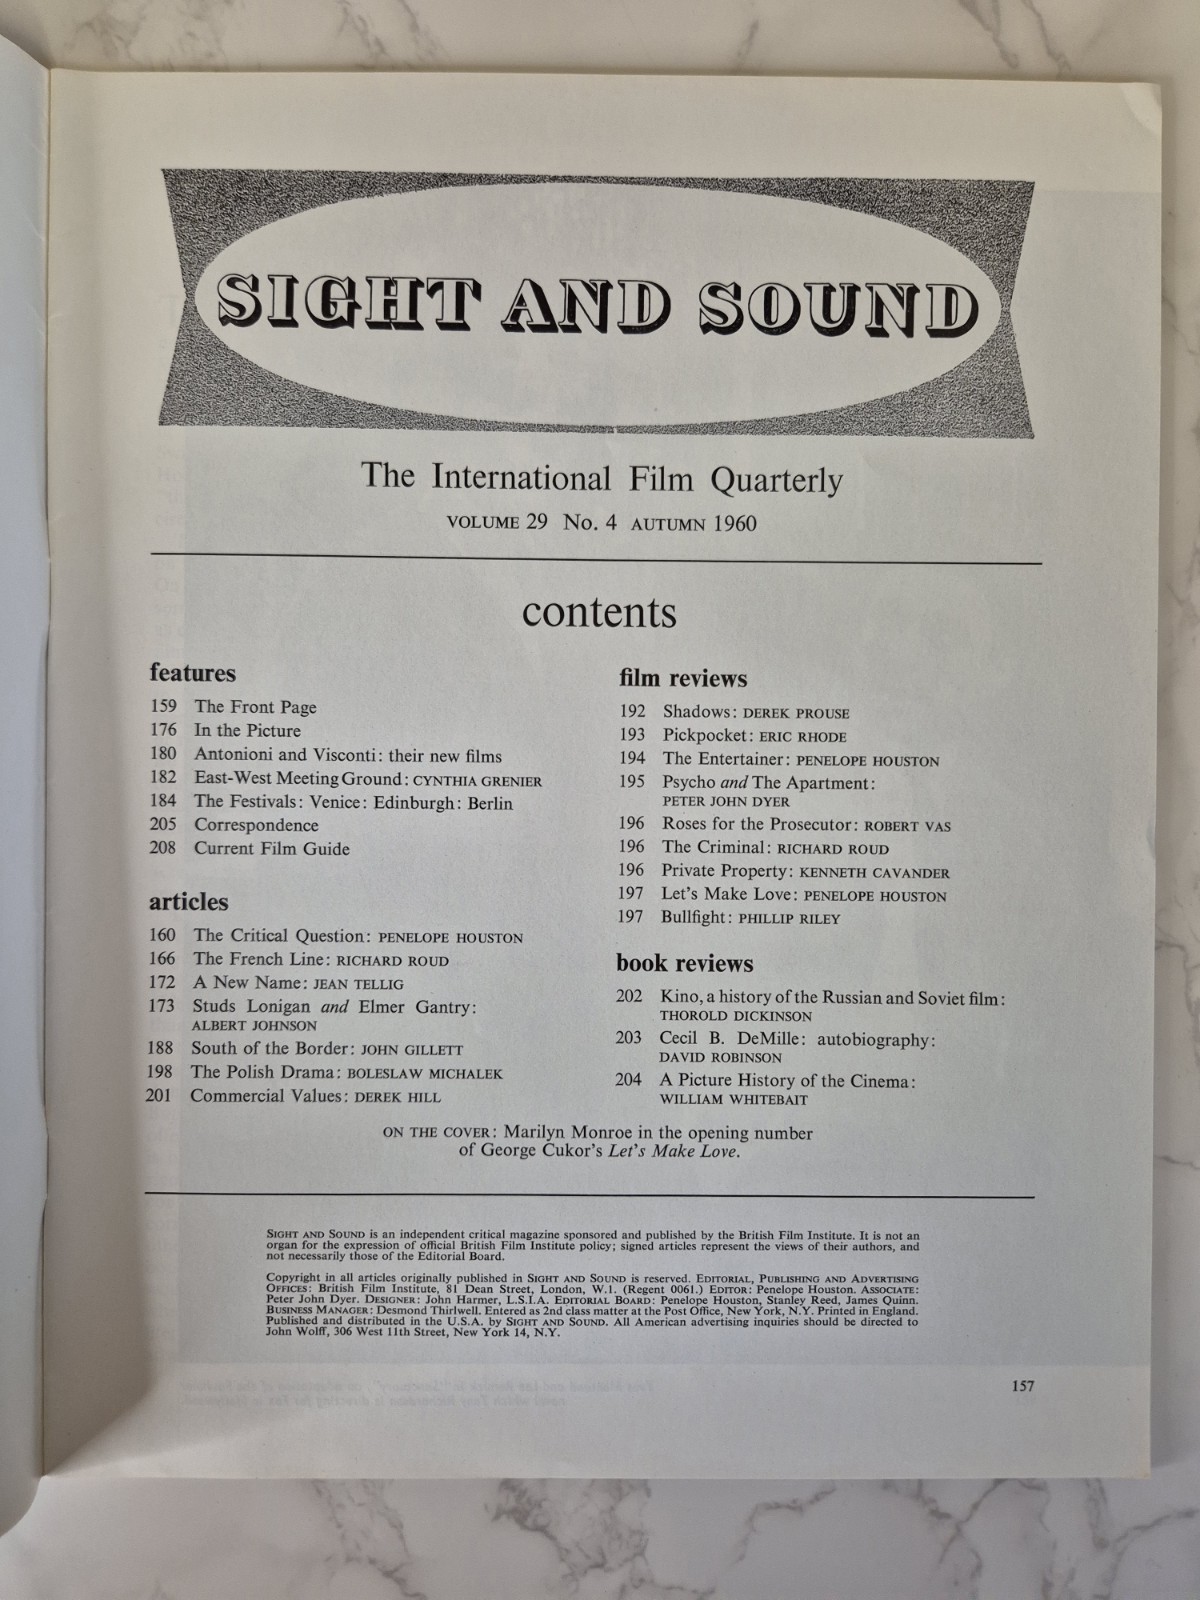 SIGHT AND SOUND
The International Film Quarterly
VOLUME 29 No. 4 AUTUMN 1960
contents
features
159 The Front Page
176 In the Picture
180 Antonioni and Visconti: their new films
182 East-West Meeting Ground: CYNTHIA GRENIER
184 The Festivals: Venice: Edinburgh: Berlin
205 Correspondence
208 Current Film Guide
articles
160 The Critical Question: PENELOPE HOUSTON
166 The French Line: RICHARD ROUD
172 A New Name: JEAN TELLIG
173 Studs Lonigan and Elmer Gantry:
ALBERT JOHNSON
188 South of the Border: JOHN GILLETT
198 The Polish Drama: BOLESLAW MICHALEK
201 Commercial Values: DEREK HILL
film reviews
192 Shadows: DEREK PROUSE
193 Pickpocket: ERIC RHODE
194 The Entertainer: PENELOPE HOUSTON
195 Psycho and The Apartment:
PETER JOHN DYER
196 Roses for the Prosecutor: ROBERT VAS
196 The Criminal: RICHARD ROUD
196 Private Property: KENNETH CAVANDER
197 Let's Make Love: PENELOPE HOUSTON
197 Bullfight: PHILLIP RILEY
book reviews
202 Kino, a history of the Russian and Soviet film:
THOROLD DICKINSON
203 Cecil B. DeMille: autobiography:
DAVID ROBINSON
204 A Picture History of the Cinema:
WILLIAM WHITEBAIT
ON THE COVER: Marilyn Monroe in the opening number
of George Cukor's Let's Make Love.
SIGHT AND SOUND is an independent critical magazine sponsored and published by the British Film Institute. It is not an
organ for the expression of official British Film Institute policy; signed articles represent the views of their authors, and
not necessarily those of the Editorial Board.
Copyright in all articles originally published in SIGHT AND SOUND is reserved. EDITORIAL, PUBLISHING AND ADVERTISING
OFFICES: British Film Institute, 81 Dean Street, London, W.1. (Regent 0061.) EDITOR: Penelope Houston. ASSOCIATE:
Peter John Dyer. DESIGNER: John Harmer, L.S.I.A. EDITORIAL BOARD: Penelope Houston, Stanley Reed, James Quinn.
BUSINESS MANAGER: Desmond Thirlwell. Entered as 2nd class matter at the Post Office, New York, N.Y. Printed in England.
Published and distributed in the U.S.A. by SIGHT AND SOUND. All American advertising inquiries should be directed to
John Wolff, 306 West 11th Street, New York 14, N.Y.
157